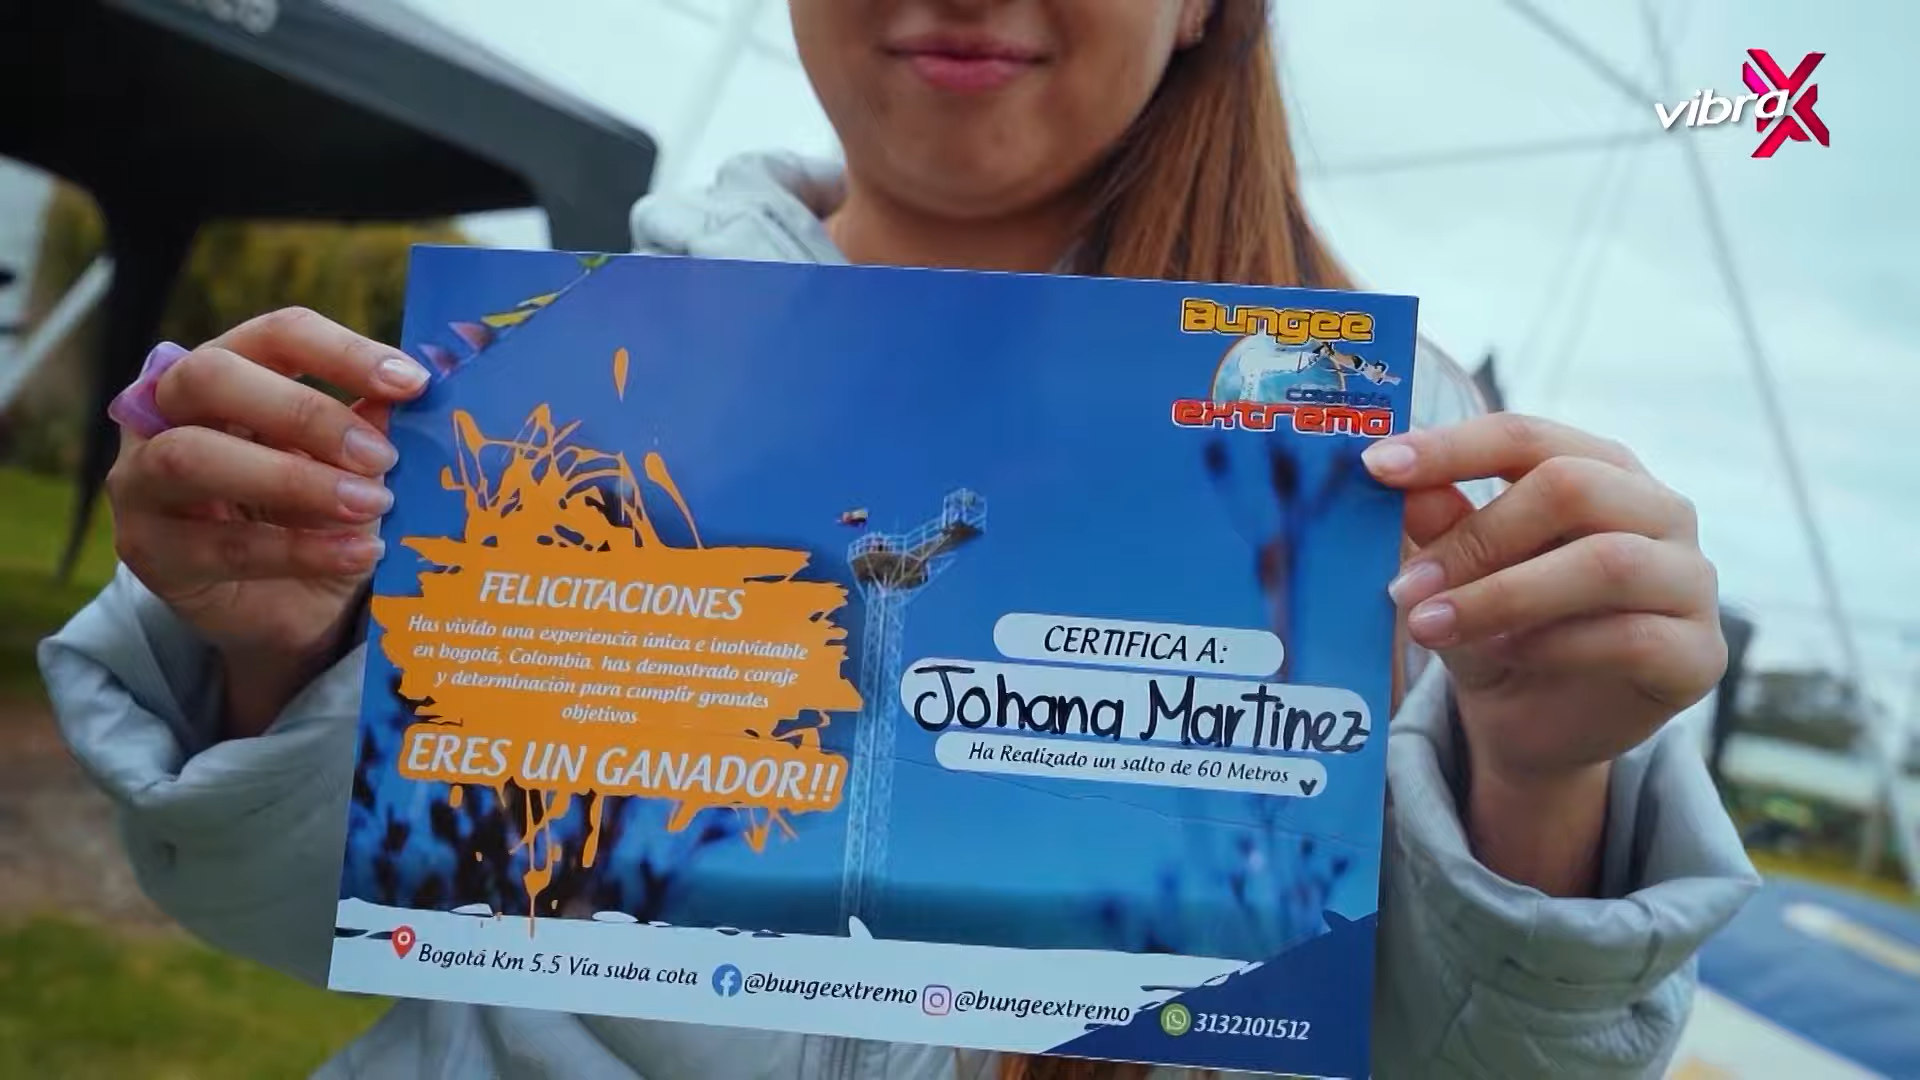 vibra X
Bungee
COLOMBIA
extremo
FELICITACIONES
Has vivido una experiencia única e inolvidable
en bogotá, Colombia. has demostrado coraje
y determinación para cumplir grandes
objetivos
ERES UN GANADOR!!
CERTIFICA A:
Johana Martinez
Ha Realizado un salto de 60 Metros
Bogotá Km 5.5 Vía suba cota @bungeextremo @bungeextremo 3132101512